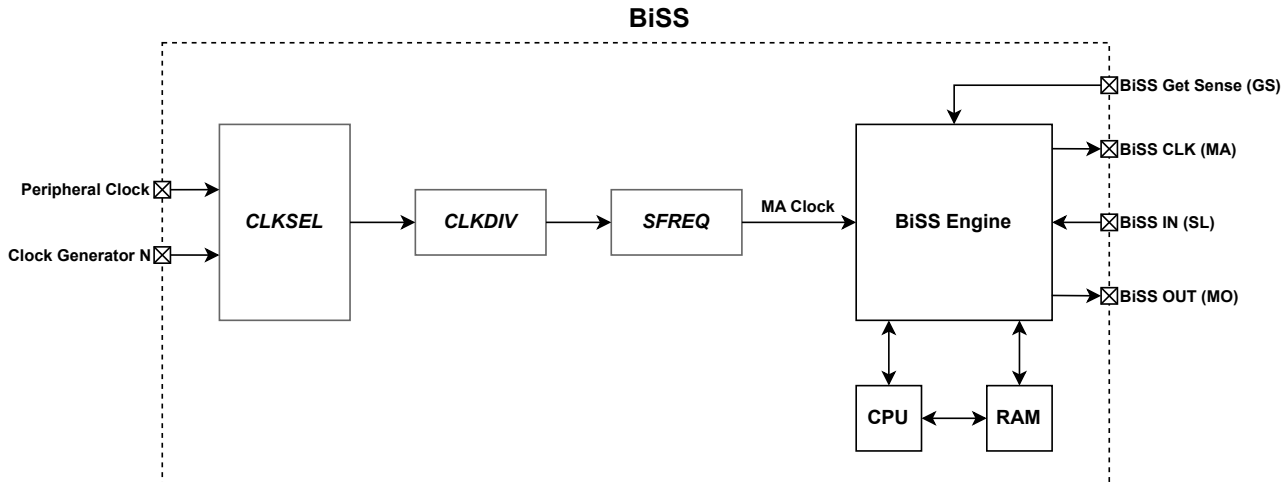 BiSS
BiSS Get Sense (GS)
BiSS CLK (MA)
Peripheral Clock
CLKSEL
CLKDIV
SFREQ
MA Clock
BiSS Engine
BiSS IN (SL)
Clock Generator N
BiSS OUT (MO)
CPU
RAM